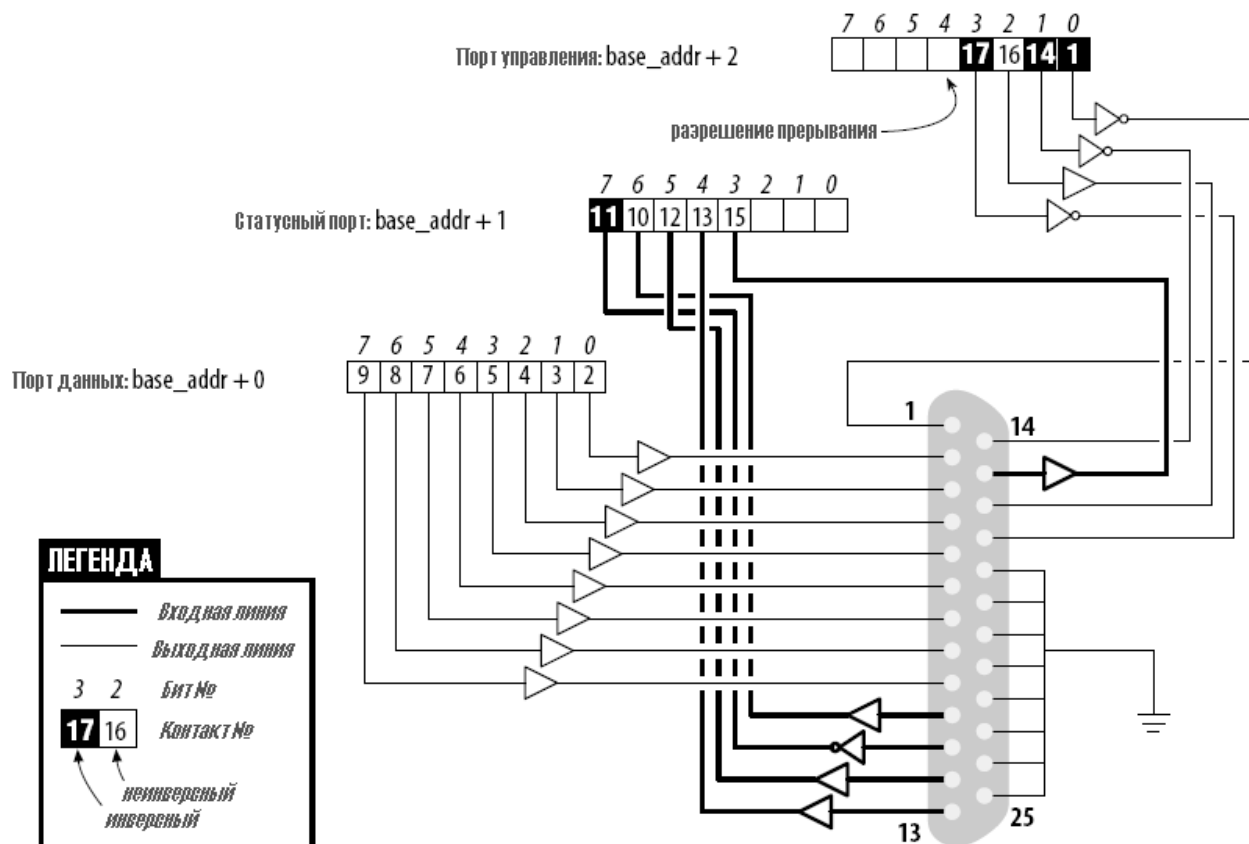 7 6 5 4 3 2 1 0
Порт управления: base_addr + 2
17 16 14 1
разрешение прерывания
7 6 5 4 3 2 1 0
Статусный порт: base_addr + 1
11 10 12 13 15
7 6 5 4 3 2 1 0
Порт данных: base_addr + 0
9 8 7 6 5 4 3 2
1
14
13
25
ЛЕГЕНДА
Входная линия
Выходная линия
3 2 Бит №
17 16 Контакт №
неинверсный
инверсный